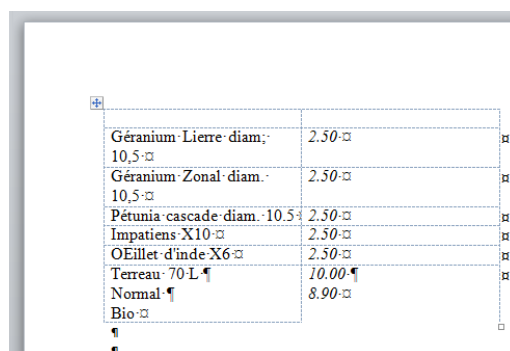 Géranium Lierre diam; 2.50
10,5
Géranium Zonal diam. 2.50
10,5
Pétunia cascade diam. 10.5 2.50
Impatiens X10 2.50
OEillet d'inde X6 2.50
Terreau 70 L 10.00
Normal 8.90
Bio